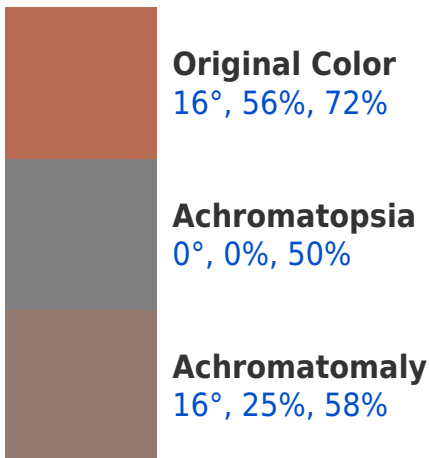 Original Color
16°, 56%, 72%
Achromatopsia
0°, 0%, 50%
Achromatomaly
16°, 25%, 58%